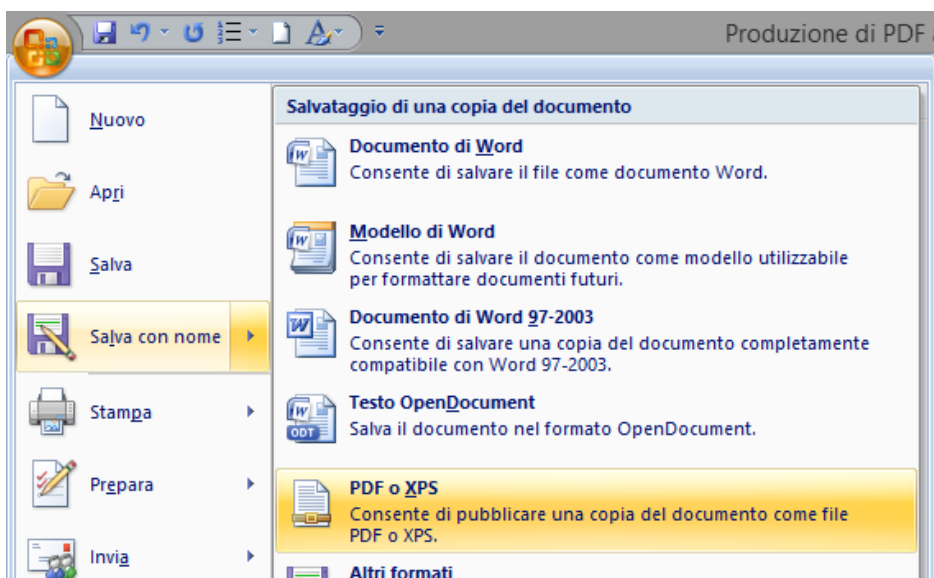 Produzione di PDF
Nuovo
Apri
Salva
Salva con nome
Stampa
Prepara
Invia
Salvataggio di una copia del documento
Documento di Word
Consente di salvare il file come documento Word.
Modello di Word
Consente di salvare il documento come modello utilizzabile
per formattare documenti futuri.
Documento di Word 97-2003
Consente di salvare una copia del documento completamente
compatibile con Word 97-2003.
Testo OpenDocument
Salva il documento nel formato OpenDocument.
PDF o XPS
Consente di pubblicare una copia del documento come file
PDF o XPS.
Altri formati